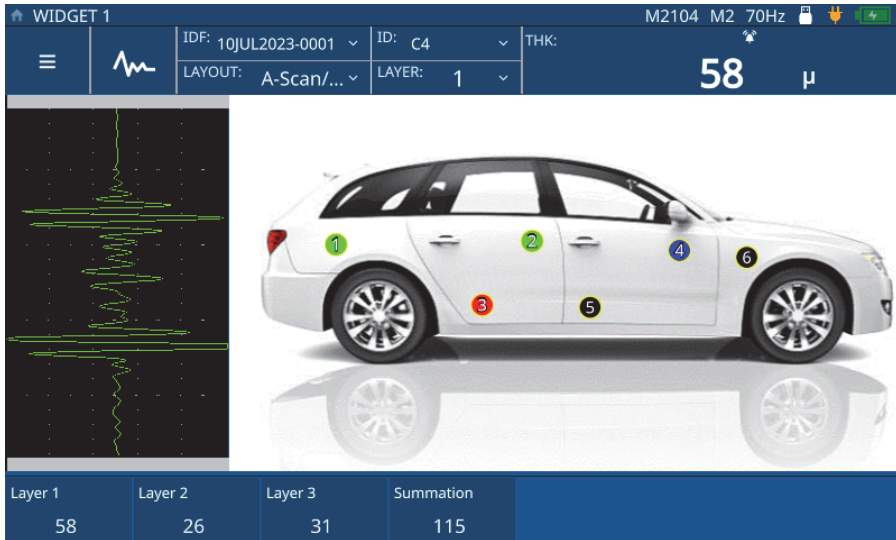 WIDGET 1
M2104 M2 70Hz
IDF: 10JUL2023-0001
ID: C4
THK:
LAYOUT: A-Scan/...
LAYER: 1
58 µ
1
2
4
6
3
5
Layer 1
Layer 2
Layer 3
Summation
58
26
31
115